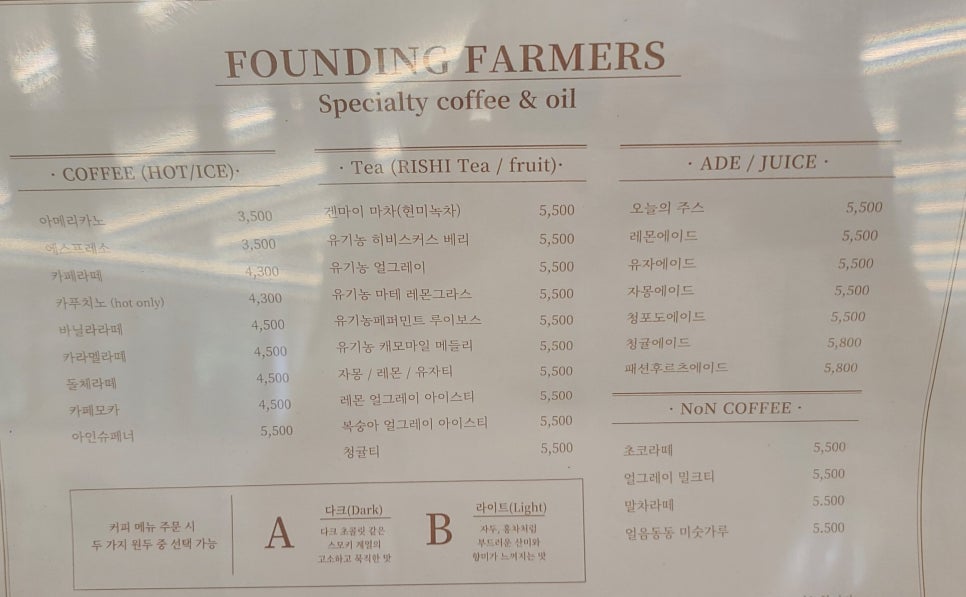 FOUNDING FARMERS
Specialty coffee & oil
· COFFEE (HOT/ICE)·
아메리카노 3,500
에스프레소 3,500
카페라떼 4,300
카푸치노 (hot only) 4,300
바닐라라떼 4,500
카라멜라떼 4,500
돌체라떼 4,500
카페모카 4,500
아인슈페너 5,500
· Tea (RISHI Tea / fruit)·
겐마이 마차(현미녹차) 5,500
유기농 히비스커스 베리 5,500
유기농 얼그레이 5,500
유기농 마테 레몬그라스 5,500
유기농페퍼민트 루이보스 5,500
유기농 캐모마일 메들리 5,500
자몽 / 레몬 / 유자티 5,500
레몬 얼그레이 아이스티 5,500
복숭아 얼그레이 아이스티 5,500
청귤티 5,500
· ADE / JUICE ·
오늘의 주스 5,500
레몬에이드 5,500
유자에이드 5,500
자몽에이드 5,500
청포도에이드 5,500
청귤에이드 5,800
패션후르츠에이드 5,800
· NoN COFFEE ·
초코라떼 5,500
얼그레이 밀크티 5,500
말차라떼 5.500
얼음동동 미숫가루 5.500
커피 메뉴 주문 시
두 가지 원두 중 선택 가능
A
다크(Dark)
다크 초콜릿 같은
스모키 계열의
고소하고 묵직한 맛
B
라이트(Light)
자두, 홍차처럼
부드러운 산미와
향미가 느껴지는 맛